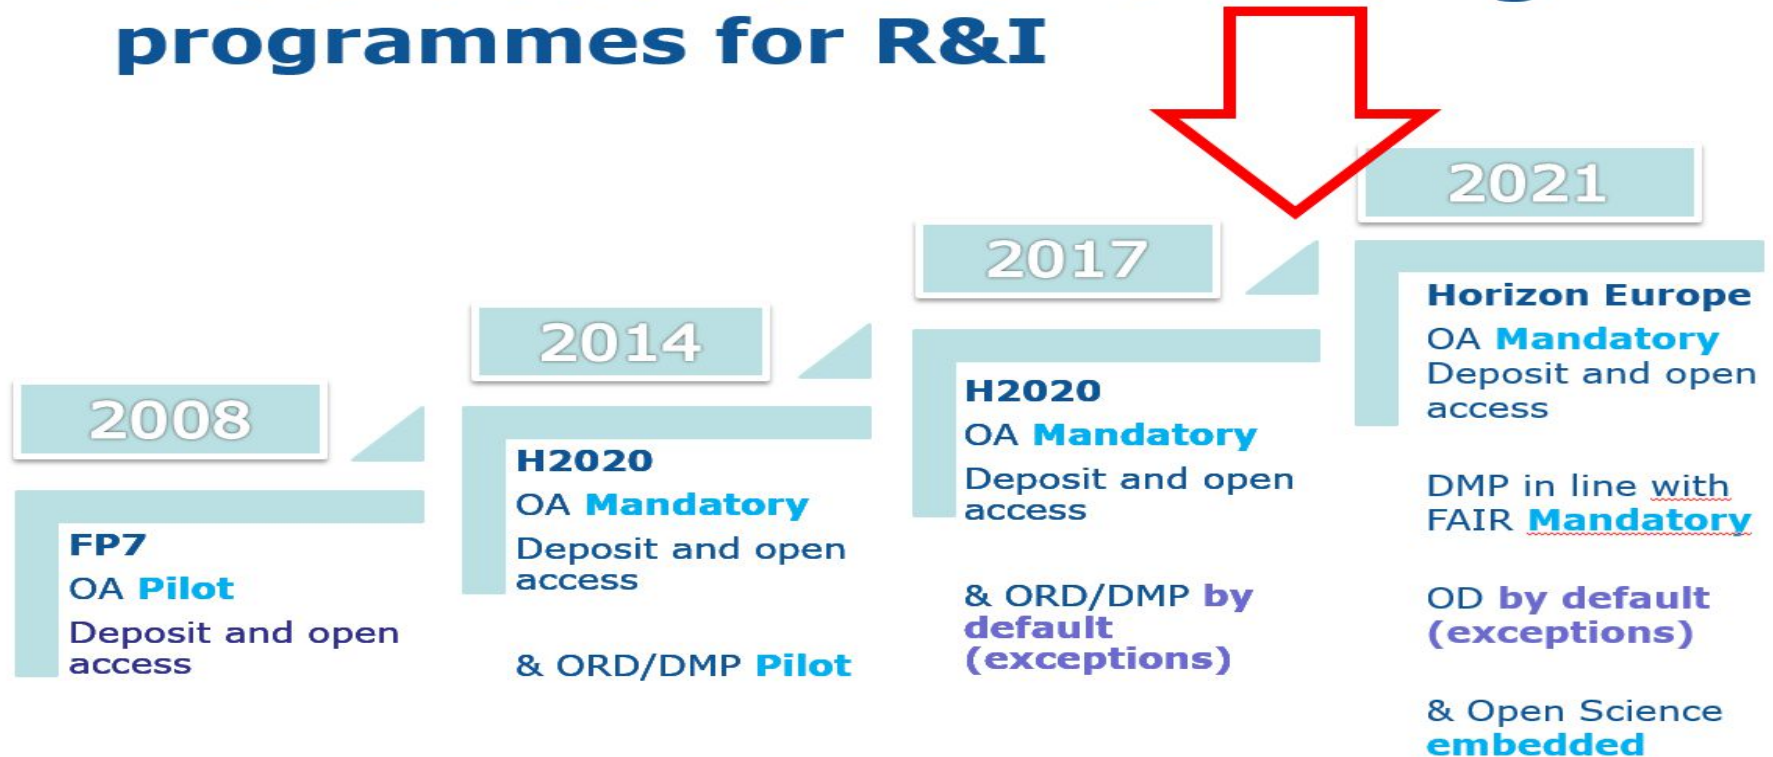 programmes for R&I
2008
FP7
OA Pilot
Deposit and open
access
2014
H2020
OA Mandatory
Deposit and open
access
& ORD/DMP Pilot
2017
H2020
OA Mandatory
Deposit and open
access
& ORD/DMP by
default
(exceptions)
2021
Horizon Europe
OA Mandatory
Deposit and open
access
DMP in line with
FAIR Mandatory
OD by default
(exceptions)
& Open Science
embedded